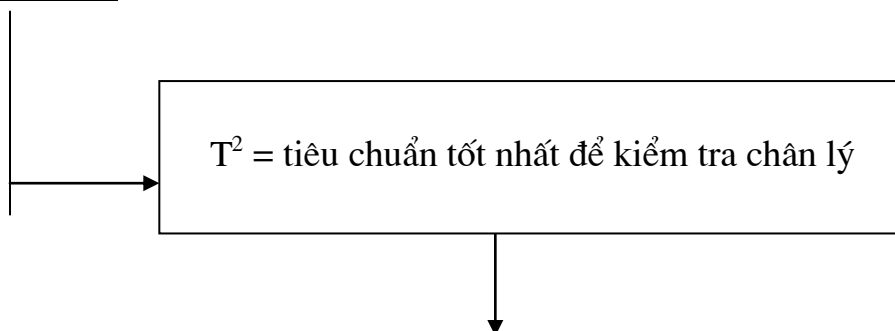 T² = tiêu chuẩn tốt nhất để kiểm tra chân lý